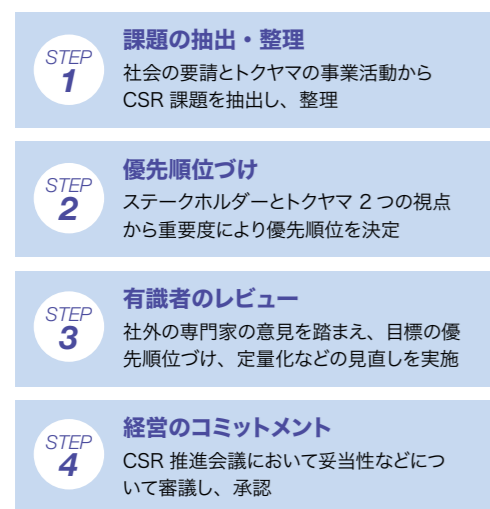 STEP
1
課題の抽出・整理
社会の要請とトクヤマの事業活動から
CSR 課題を抽出し、整理
STEP
2
優先順位づけ
ステークホルダーとトクヤマ 2 つの視点
から重要度により優先順位を決定
STEP
3
有識者のレビュー
社外の専門家の意見を踏まえ、目標の優
先順位づけ、定量化などの見直しを実施
STEP
4
経営のコミットメント
CSR 推進会議において妥当性などにつ
いて審議し、承認